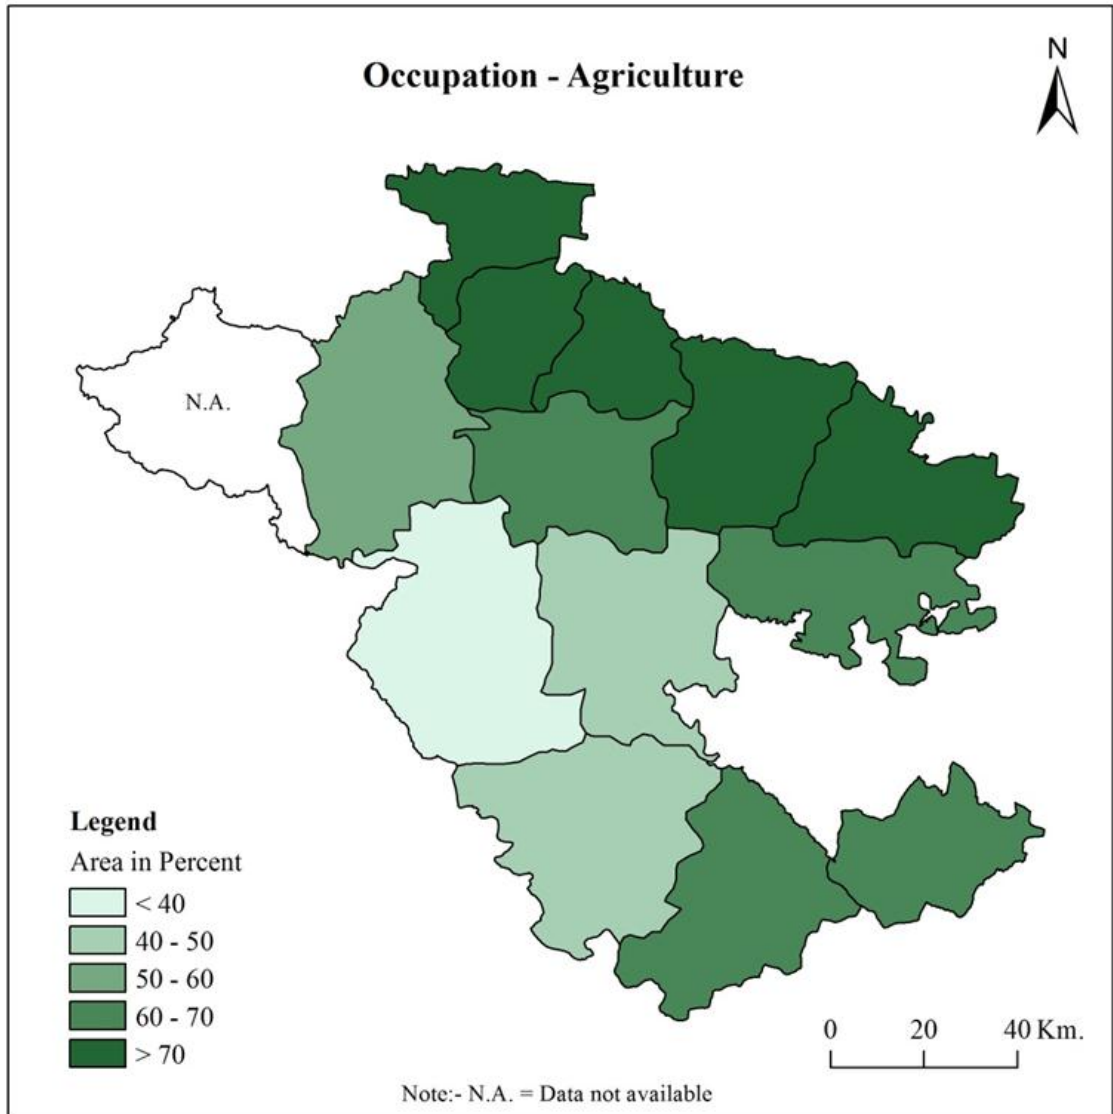 Occupation - Agriculture
N
N.A.
Legend
Area in Percent
< 40
40 - 50
50 - 60
60 - 70
> 70
0 20 40 Km.
Note:- N.A. = Data not available